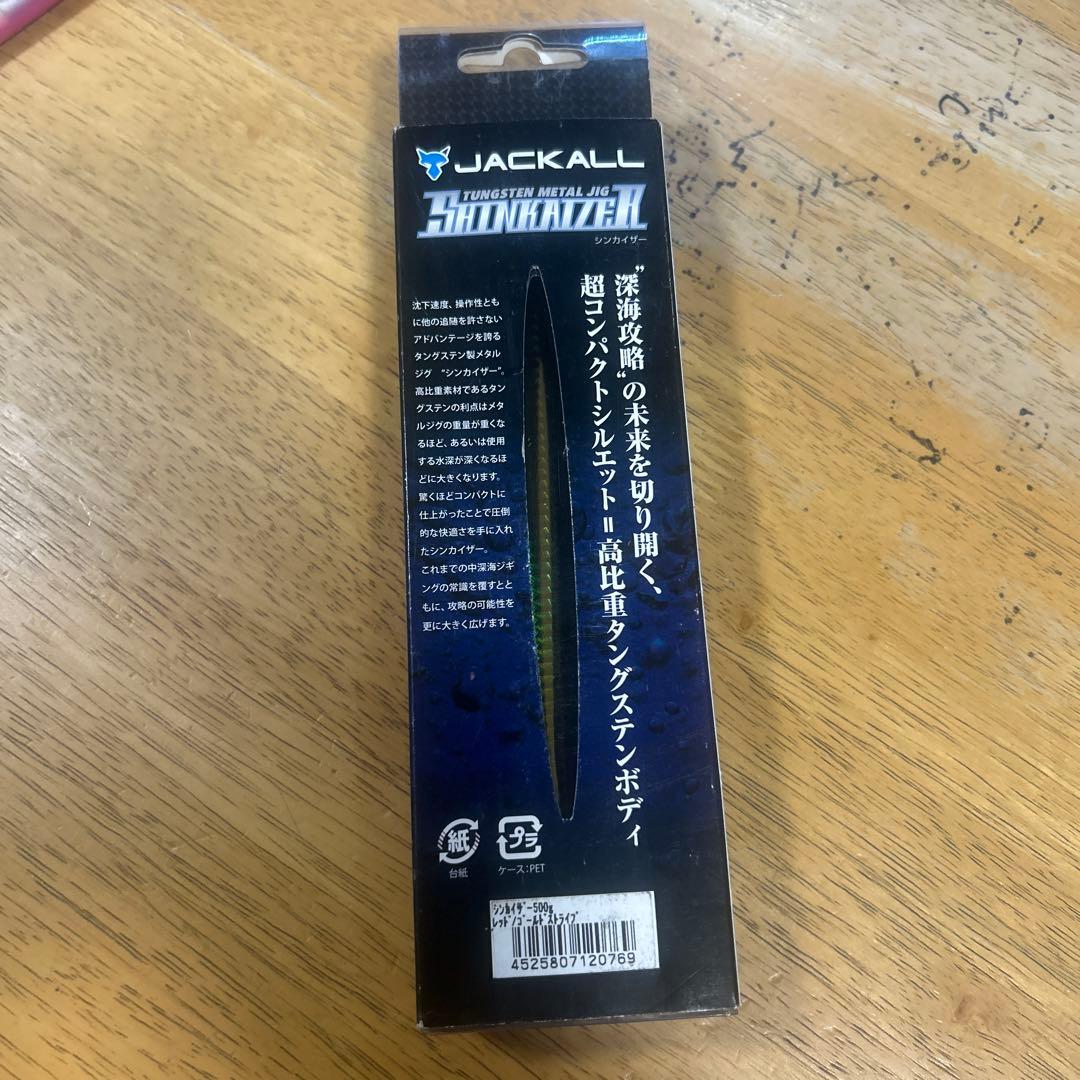 JACKALL
TUNGSTEN METAL JIG
SHINKAIZER
シンカイザー
"深海攻略"の未来を切り開く、
超コンパクトシルエット=高比重タングステンボディ
沈下速度、操作性とも
に他の追随を許さない
アドバンテージを誇る
タングステン製メタル
ジグ "シンカイザー"。
高比重素材であるタン
グステンの利点はメタ
ルジグの重量が重くな
るほど、あるいは使用
する水深が深くなるほ
どに大きくなります。
驚くほどコンパクトに
仕上がったことで圧倒
的な快適さを手に入れ
たシンカイザー。
これまでの中深海ジギ
ングの常識を覆すとと
もに、攻略の可能性を
更に大きく広げます。
紙
台紙
プラ
ケース:PET
シンカイザー500g
レッド/ゴールドストライプ
4525807120769